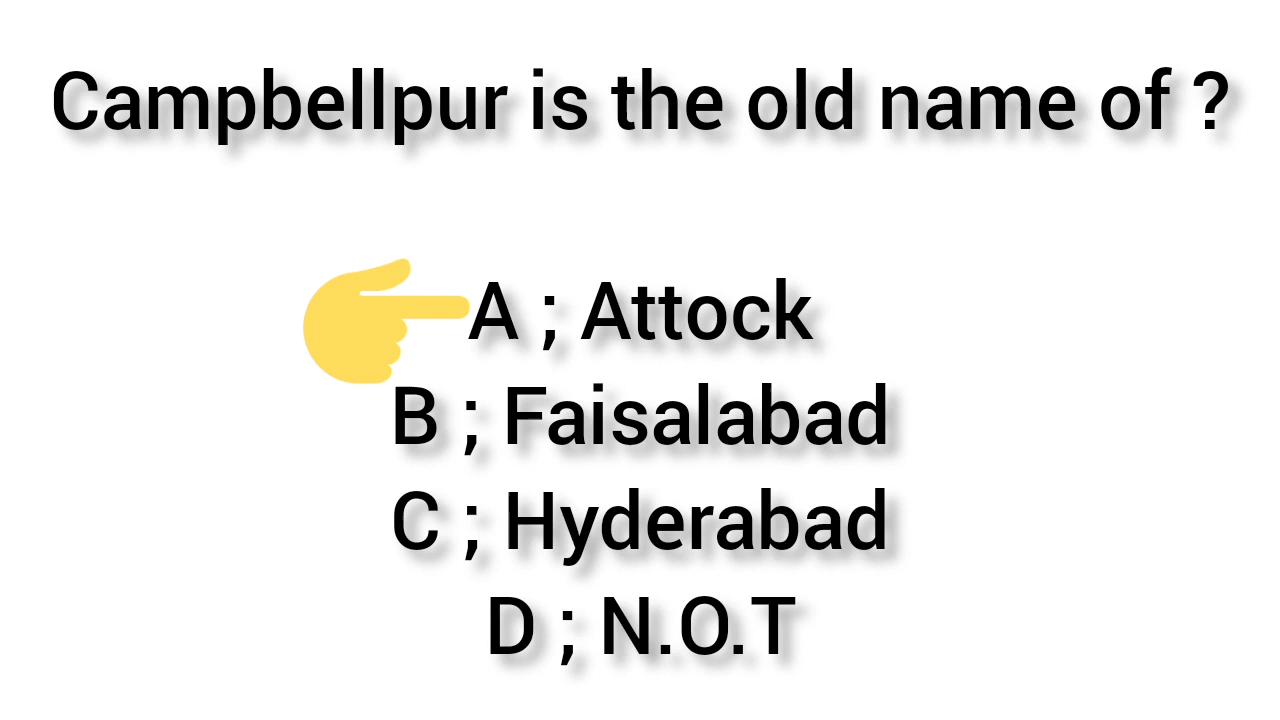 Campbellpur is the old name of ?
A ; Attock
B ; Faisalabad
C ; Hyderabad
D ; N.O.T